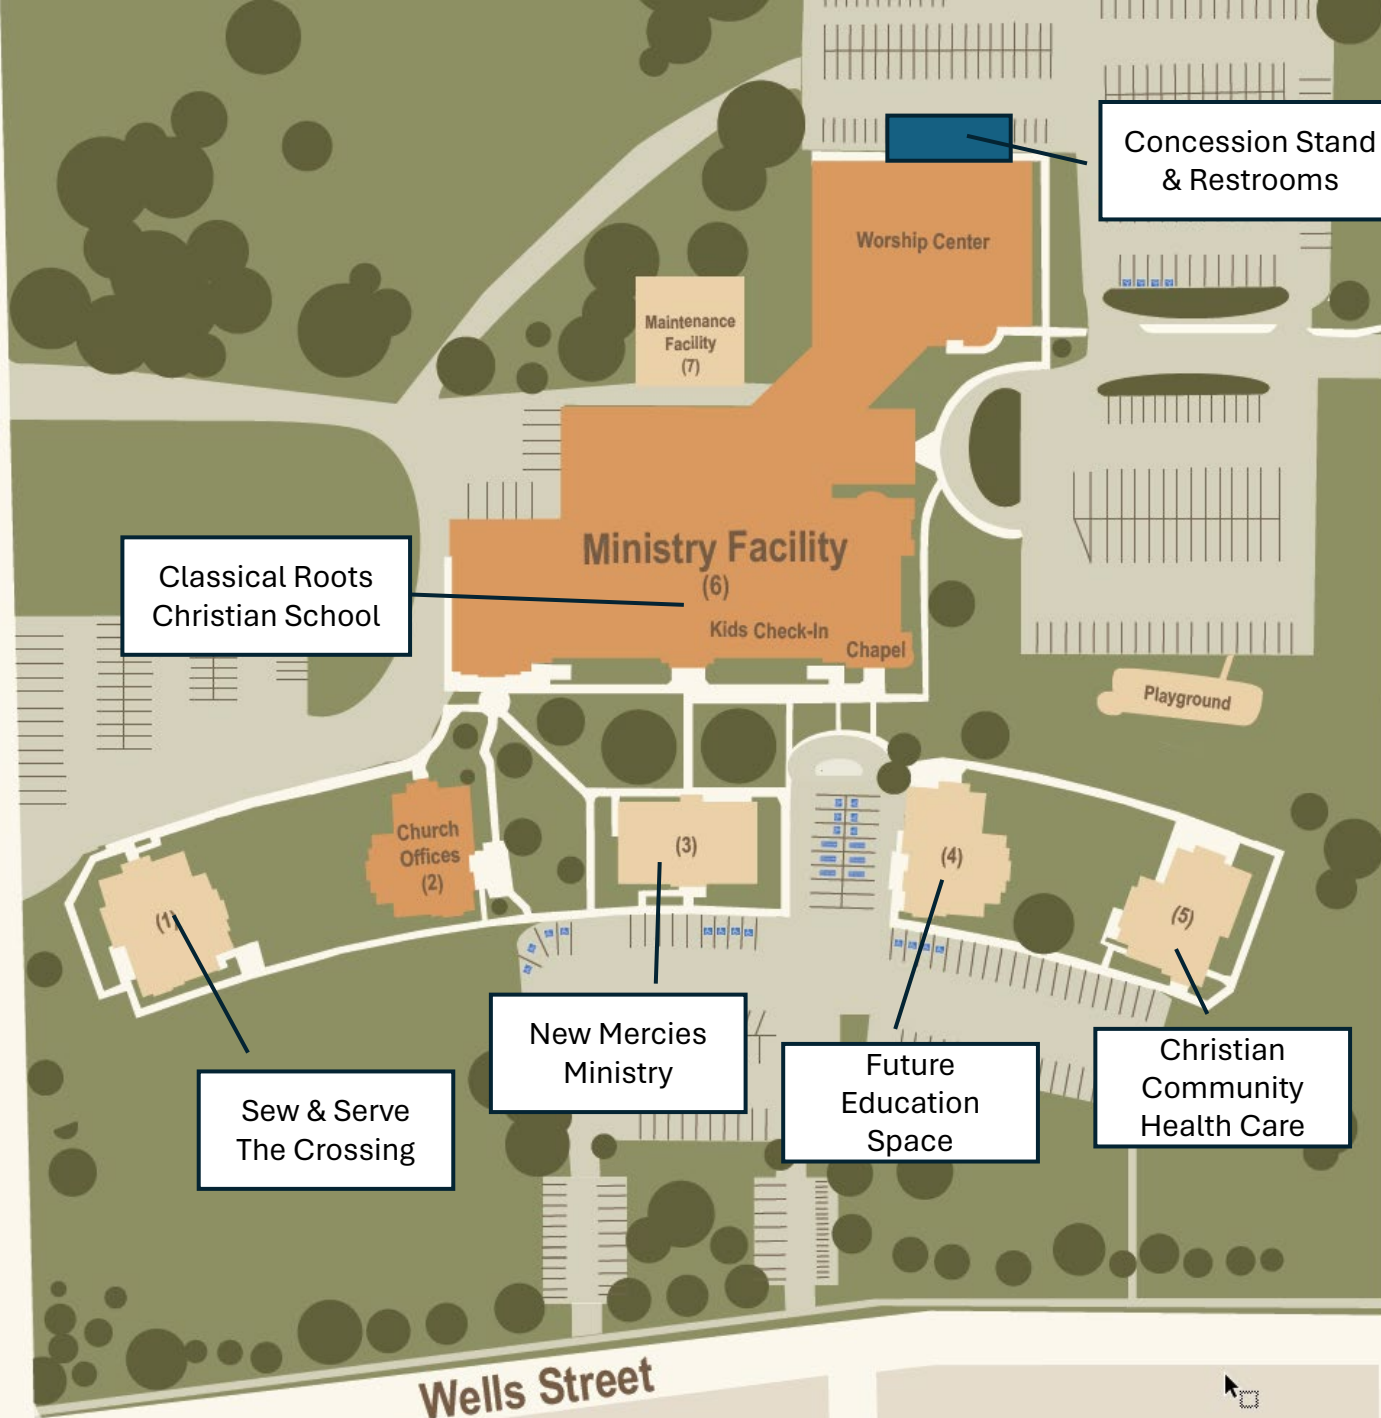 Concession Stand
& Restrooms
Worship Center
Maintenance
Facility
(7)
Ministry Facility
(6)
Classical Roots
Christian School
Kids Check-In
Chapel
Playground
Church
Offices
(2)
(3)
(4)
(1)
(5)
New Mercies
Ministry
Future
Education
Space
Christian
Community
Health Care
Sew & Serve
The Crossing
Wells Street